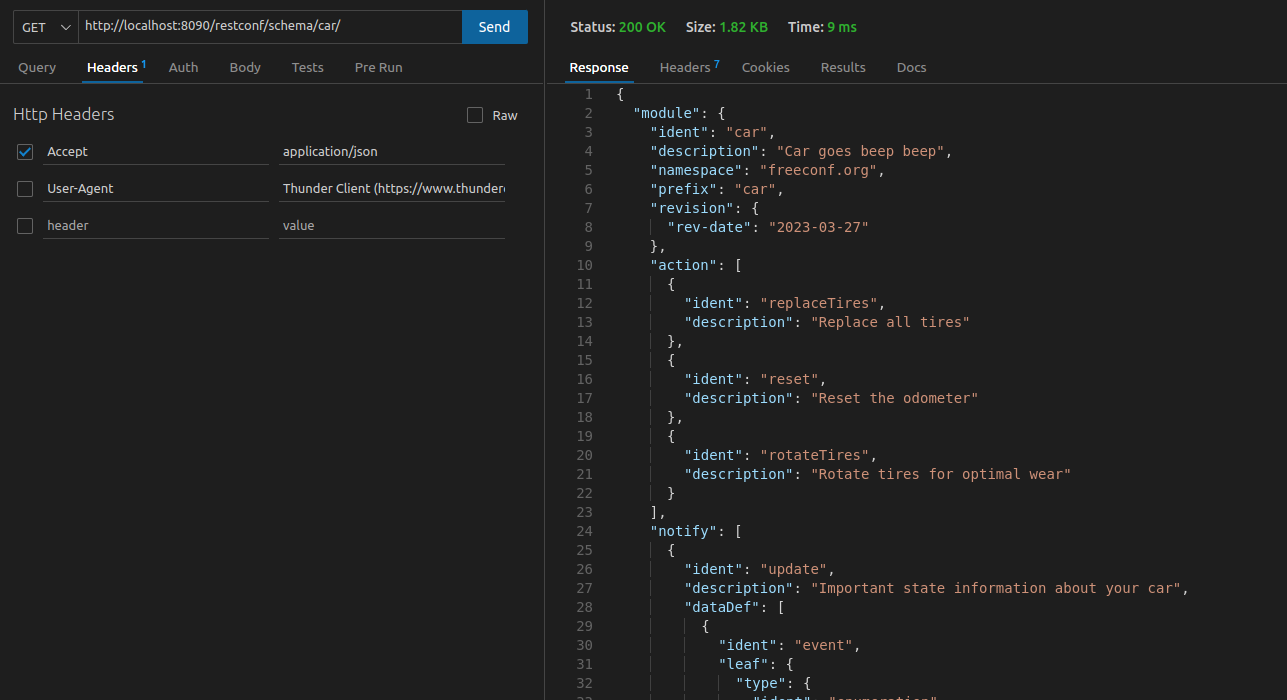 GET http://localhost:8090/restconf/schema/car/ Send
Query Headers 1 Auth Body Tests Pre Run
Http Headers Raw
Accept application/json
User-Agent Thunder Client (https://www.thunder
header value
Status: 200 OK Size: 1.82 KB Time: 9 ms
Response Headers 7 Cookies Results Docs
1 {
2 "module": {
3 "ident": "car",
4 "description": "Car goes beep beep",
5 "namespace": "freeconf.org",
6 "prefix": "car",
7 "revision": {
8 "rev-date": "2023-03-27"
9 },
10 "action": [
11 {
12 "ident": "replaceTires",
13 "description": "Replace all tires"
14 },
15 {
16 "ident": "reset",
17 "description": "Reset the odometer"
18 },
19 {
20 "ident": "rotateTires",
21 "description": "Rotate tires for optimal wear"
22 }
23 ],
24 "notify": [
25 {
26 "ident": "update",
27 "description": "Important state information about your car",
28 "dataDef": [
29 {
30 "ident": "event",
31 "leaf": {
32 "type": {
33 "ident": "enumeration"